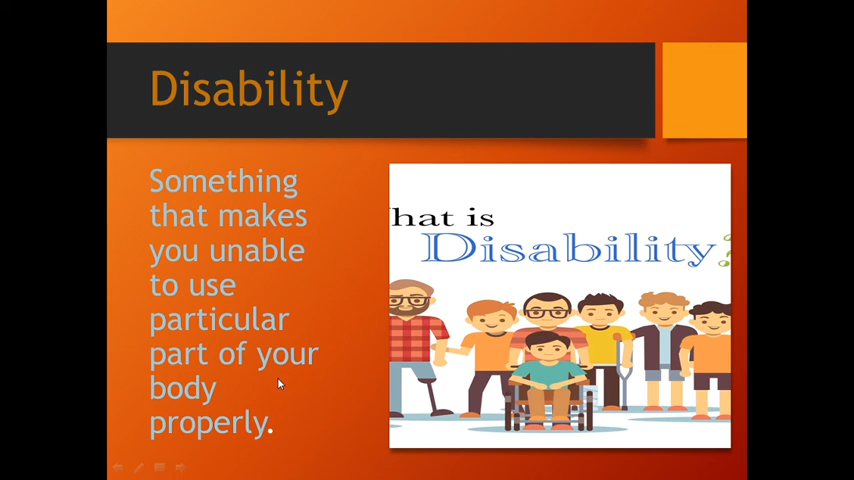 Disability
Something
that makes
you unable
to use
particular
part of your
body
properly.
hat is
Disability?